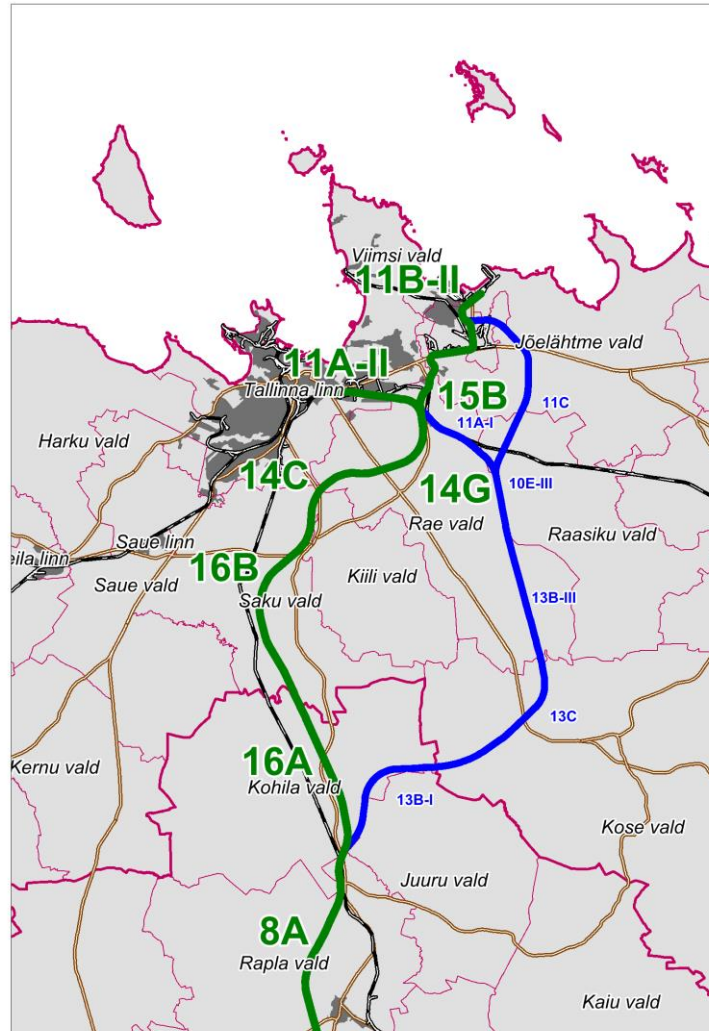 Viimsi vald
11B-II
Jõelähtme vald
11A-II
Tallinna linn
15B
11C
11A-I
Harku vald
14C
14G
10E-III
Rae vald
Raasiku vald
Saue linn
eila linn
16B
Kiili vald
Saue vald
13B-III
Saku vald
13C
16A
Kernu vald
Kohila vald
13B-I
Kose vald
Juuru vald
8A
Rapla vald
Kaiu vald